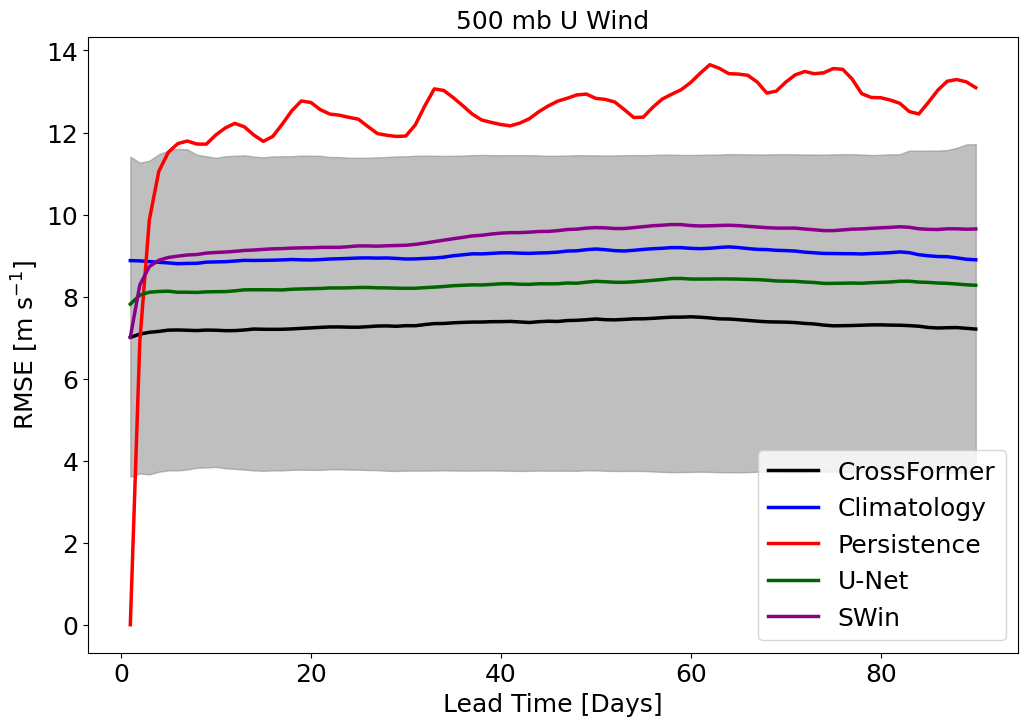 500 mb U Wind
RMSE [m s⁻¹]
14
12
10
8
6
4
2
0
0 20 40 60 80
Lead Time [Days]
CrossFormer
Climatology
Persistence
U-Net
SWin